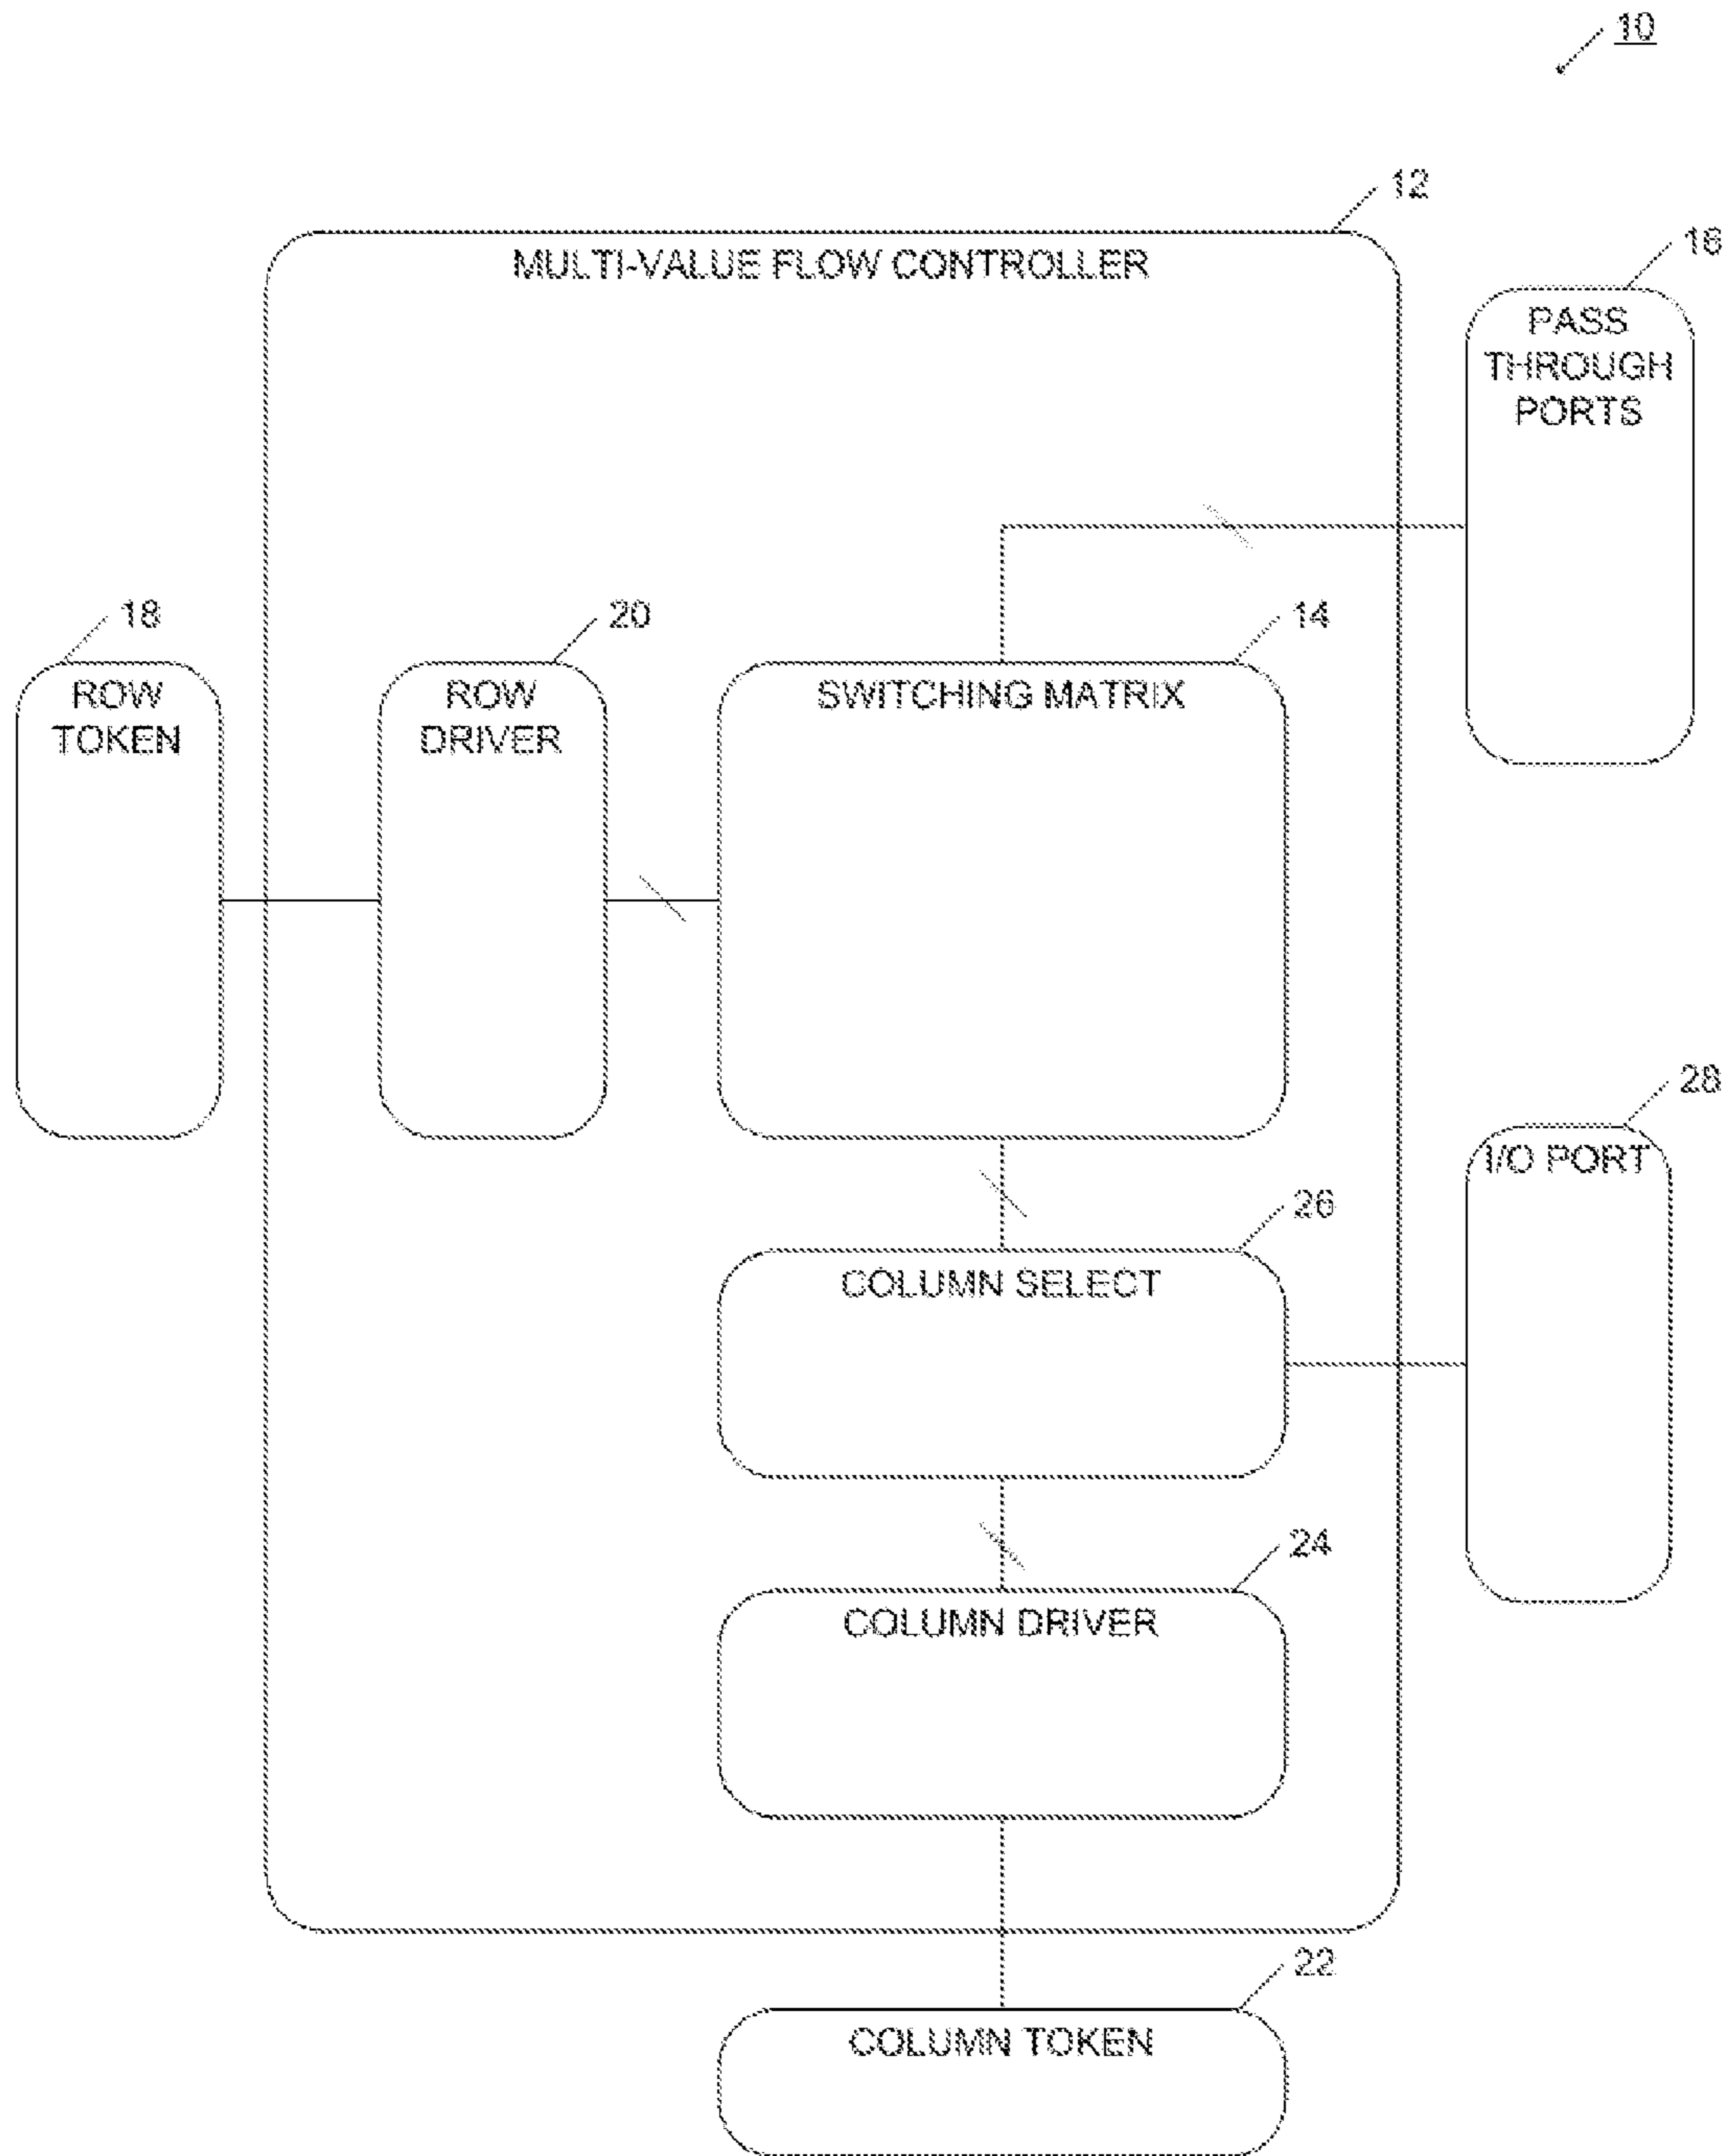 10
12
MULTI-VALUE FLOW CONTROLLER
16
PASS
THROUGH
PORTS
18
ROW
TOKEN
20
ROW
DRIVER
14
SWITCHING MATRIX
28
I/O PORT
26
COLUMN SELECT
24
COLUMN DRIVER
22
COLUMN TOKEN